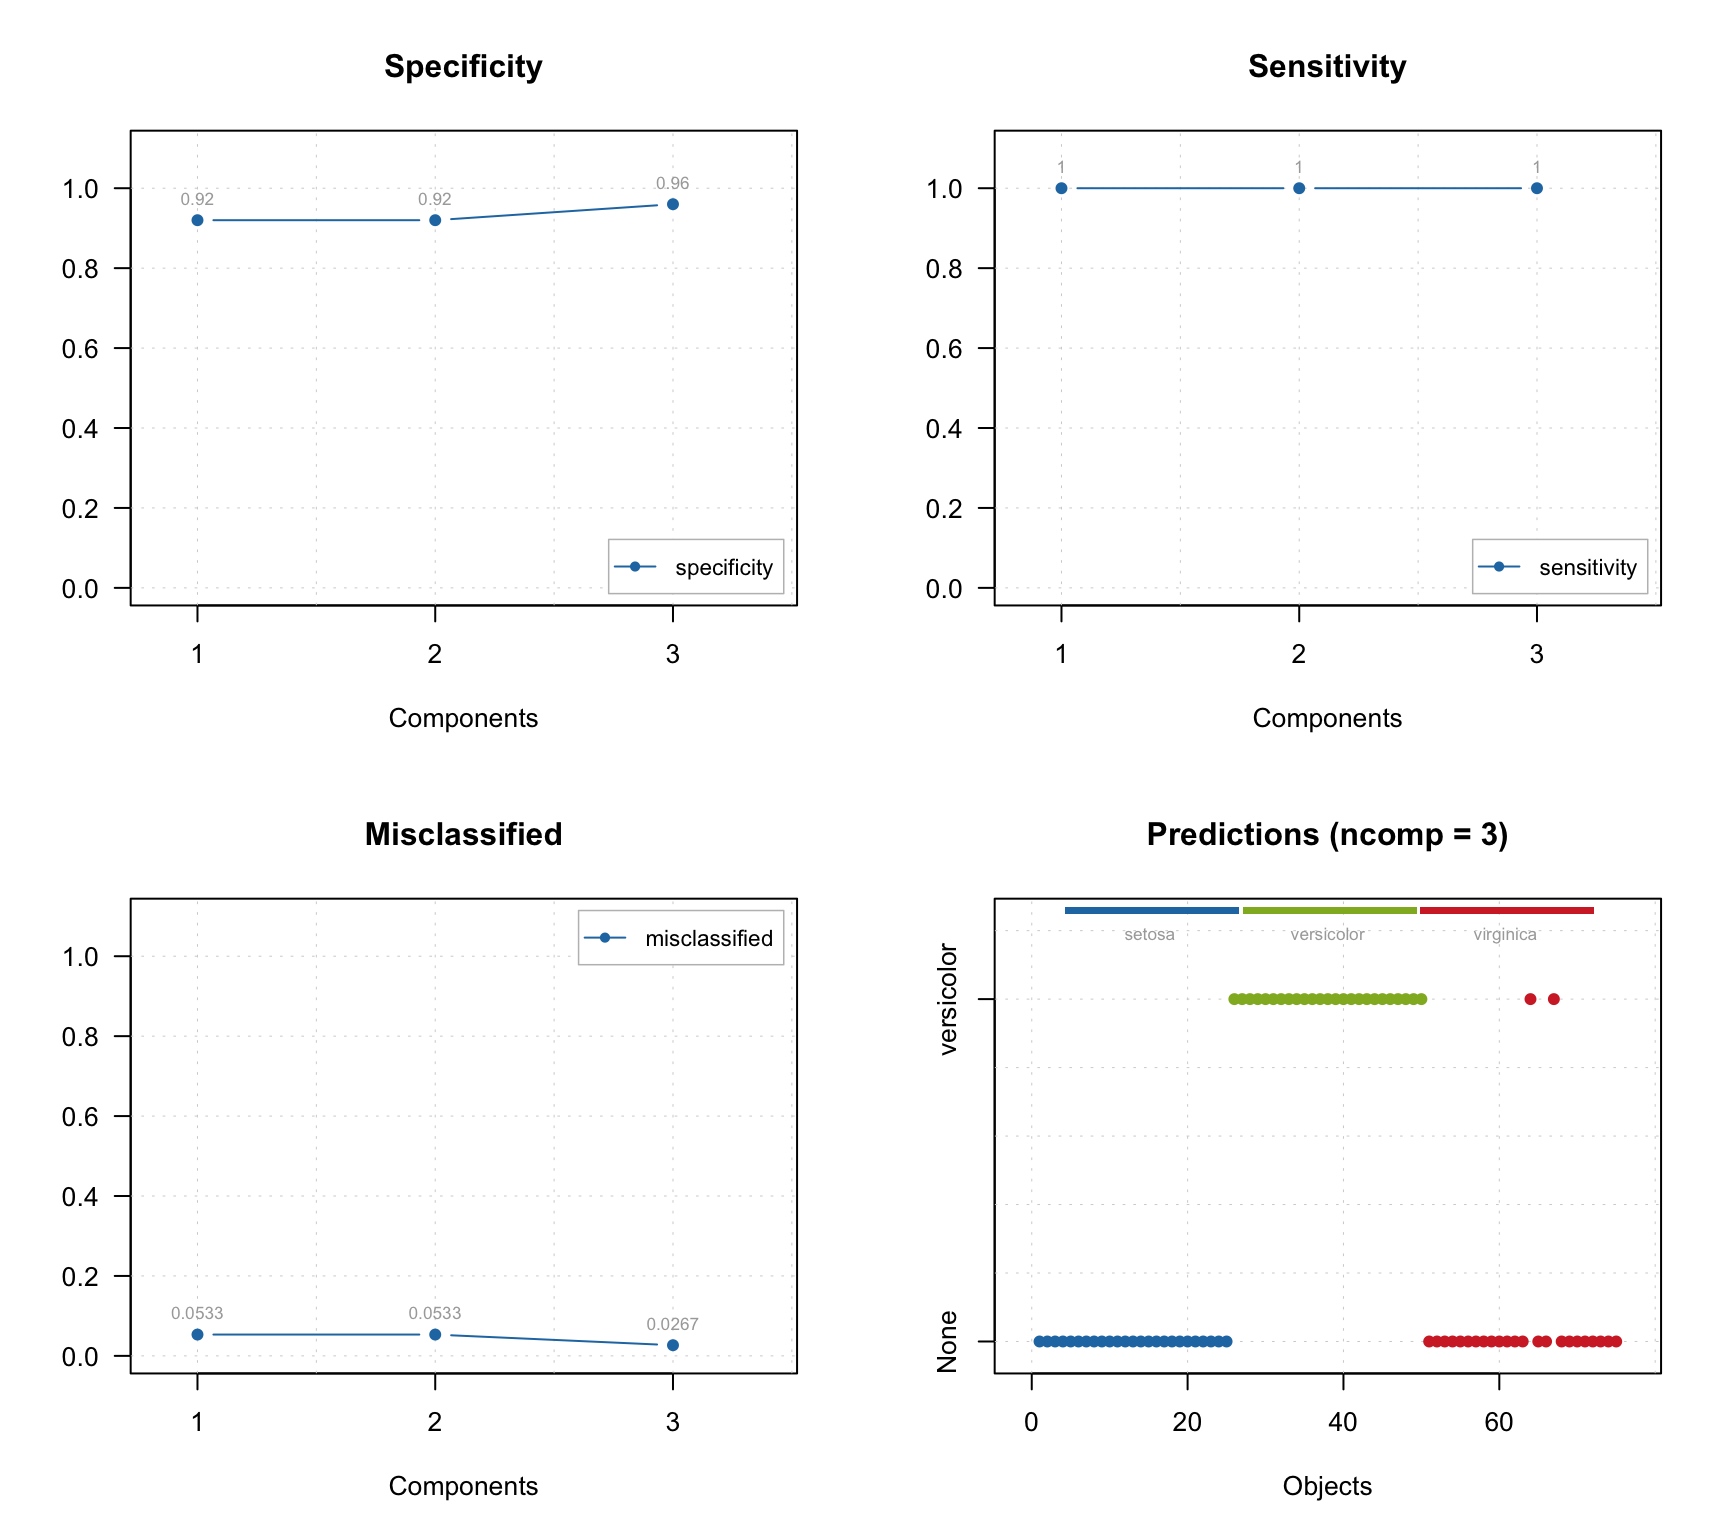 Specificity
0.92
0.92
0.96
1.0
0.8
0.6
0.4
0.2
0.0
specificity
1 2 3
Components
Sensitivity
1 1 1
1.0
0.8
0.6
0.4
0.2
0.0
sensitivity
1 2 3
Components
Misclassified
misclassified
1.0
0.8
0.6
0.4
0.2
0.0
0.0533
0.0533
0.0267
1 2 3
Components
Predictions (ncomp = 3)
setosa versicolor virginica
versicolor
None
0 20 40 60
Objects